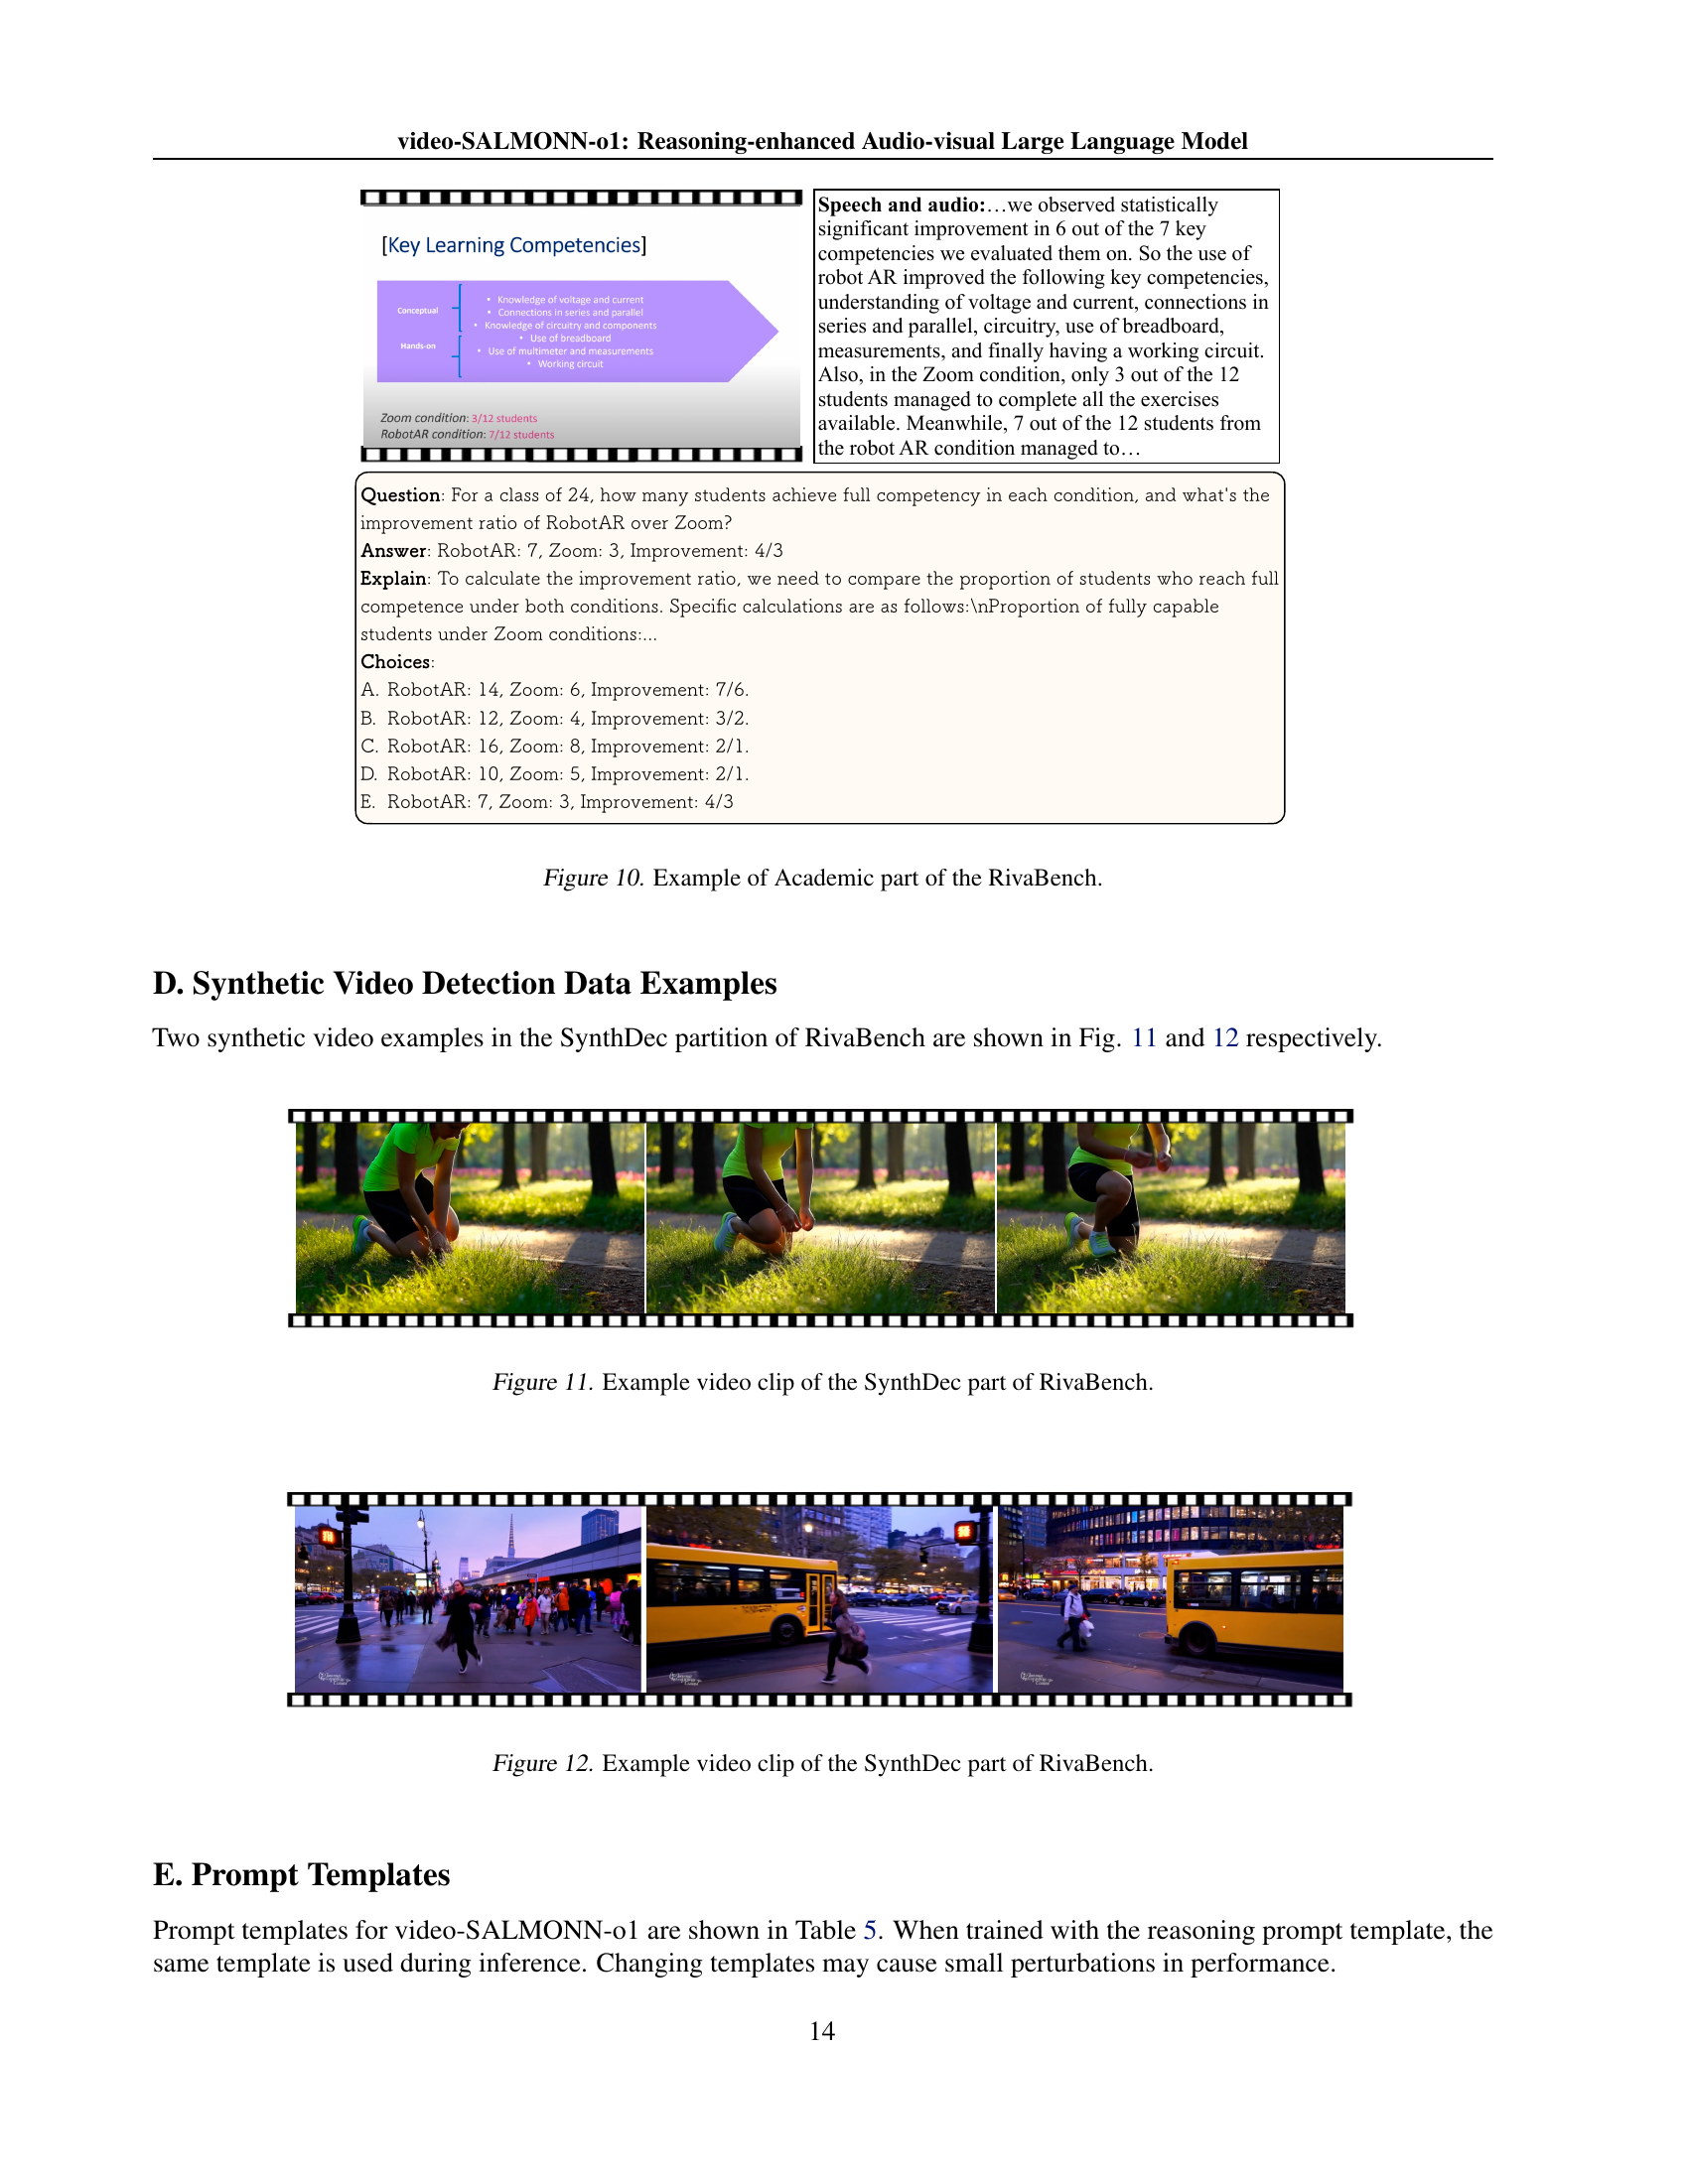 video-SALMONN-o1: Reasoning-enhanced Audio-visual Large Language Model
[Key Learning Competencies]
Conceptual
Hands-on
• Knowledge of voltage and current
• Connections in series and parallel
• Knowledge of circuitry and components
• Use of breadboard
• Use of multimeter and measurements
• Working circuit
Zoom condition: 3/12 students
RobotAR condition: 7/12 students
Speech and audio:…we observed statistically
significant improvement in 6 out of the 7 key
competencies we evaluated them on. So the use of
robot AR improved the following key competencies,
understanding of voltage and current, connections in
series and parallel, circuitry, use of breadboard,
measurements, and finally having a working circuit.
Also, in the Zoom condition, only 3 out of the 12
students managed to complete all the exercises
available. Meanwhile, 7 out of the 12 students from
the robot AR condition managed to…
Question: For a class of 24, how many students achieve full competency in each condition, and what's the
improvement ratio of RobotAR over Zoom?
Answer: RobotAR: 7, Zoom: 3, Improvement: 4/3
Explain: To calculate the improvement ratio, we need to compare the proportion of students who reach full
competence under both conditions. Specific calculations are as follows:\nProportion of fully capable
students under Zoom conditions:...
Choices:
A. RobotAR: 14, Zoom: 6, Improvement: 7/6.
B. RobotAR: 12, Zoom: 4, Improvement: 3/2.
C. RobotAR: 16, Zoom: 8, Improvement: 2/1.
D. RobotAR: 10, Zoom: 5, Improvement: 2/1.
E. RobotAR: 7, Zoom: 3, Improvement: 4/3
Figure 10. Example of Academic part of the RivaBench.
D. Synthetic Video Detection Data Examples
Two synthetic video examples in the SynthDec partition of RivaBench are shown in Fig. 11 and 12 respectively.
Figure 11. Example video clip of the SynthDec part of RivaBench.
Figure 12. Example video clip of the SynthDec part of RivaBench.
E. Prompt Templates
Prompt templates for video-SALMONN-o1 are shown in Table 5. When trained with the reasoning prompt template, the
same template is used during inference. Changing templates may cause small perturbations in performance.
14